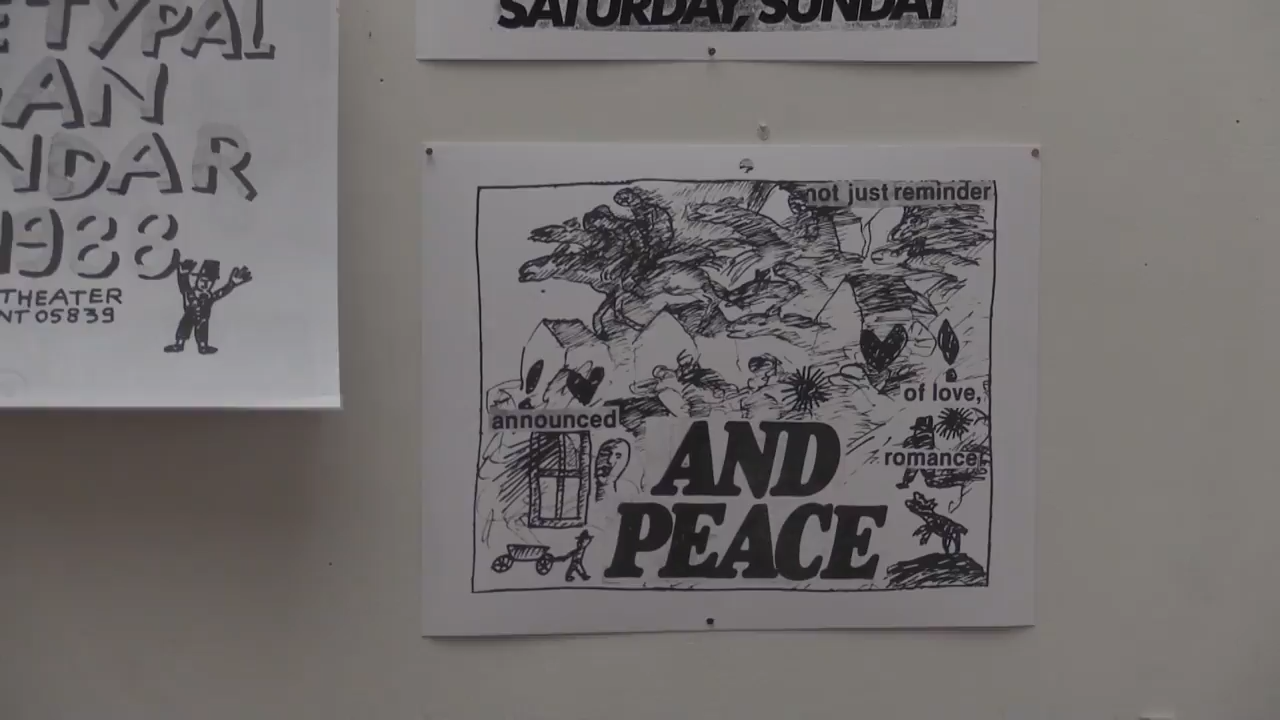 TYPAL
AN
NDAR
1988
THEATER
NT 05839
SATURDAY, SUNDAY
not just reminder
of love,
announced
romance,
AND
PEACE